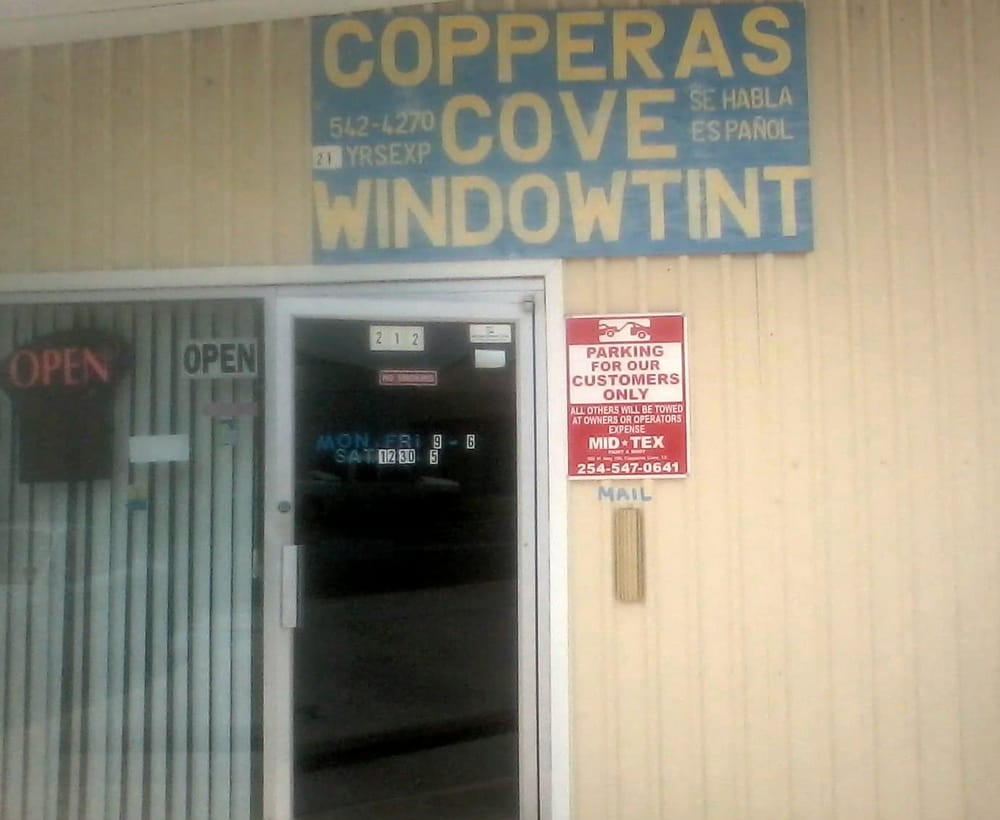 COPPERAS
542-4270
21 YRSEXP
COVE
SE HABLA
ESPAÑOL
WINDOWTINT
OPEN
OPEN
212
NO SMOKING
MON. FRI 9 - 6
SAT 12 30 5
PARKING
FOR OUR
CUSTOMERS
ONLY
ALL OTHERS WILL BE TOWED
AT OWNERS OR OPERATORS
EXPENSE
MID★TEX
PAINT & BODY
254-547-0641
MAIL